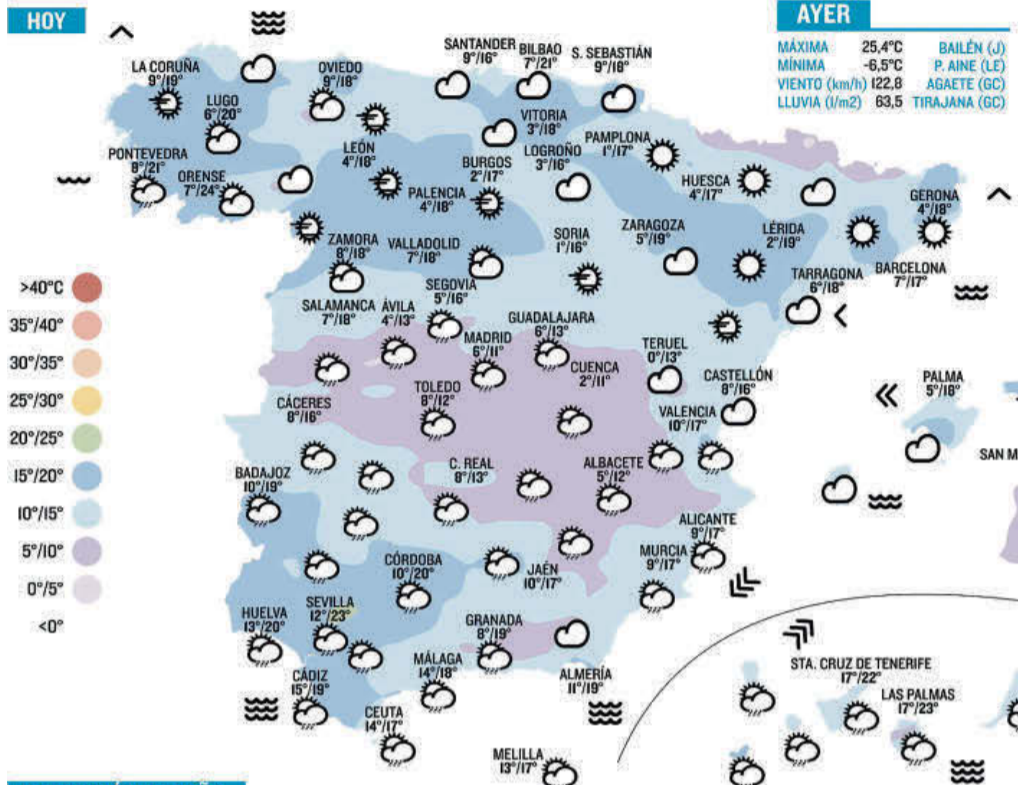 HOY
AYER
MÁXIMA 25,4°C BAILÉN (J)
MÍNIMA -6,5°C P. AINE (LE)
VIENTO (km/h) 122,8 AGAETE (GC)
LLUVIA (l/m2) 63,5 TIRAJANA (GC)
SANTANDER
9°/16°
BILBAO
7°/21°
S. SEBASTIÁN
9°/18°
LA CORUÑA
9°/19°
OVIEDO
9°/18°
LUGO
6°/20°
VITORIA
3°/18°
PAMPLONA
1°/17°
PONTEVEDRA
8°/21°
ORENSE
7°/24°
LEÓN
4°/18°
BURGOS
2°/17°
LOGROÑO
3°/16°
HUESCA
4°/17°
GERONA
4°/18°
PALENCIA
4°/18°
ZAMORA
8°/18°
VALLADOLID
7°/18°
SORIA
1°/16°
ZARAGOZA
5°/19°
LÉRIDA
2°/19°
TARRAGONA
6°/18°
BARCELONA
7°/17°
SEGOVIA
5°/16°
SALAMANCA
7°/18°
ÁVILA
4°/13°
GUADALAJARA
6°/13°
MADRID
6°/11°
TERUEL
0°/13°
CUENCA
2°/11°
CASTELLÓN
8°/16°
PALMA
5°/16°
TOLEDO
8°/12°
CÁCERES
8°/16°
VALENCIA
10°/17°
SAN M
BADAJOZ
10°/19°
C. REAL
8°/13°
ALBACETE
5°/12°
ALICANTE
9°/17°
MURCIA
9°/17°
CÓRDOBA
10°/20°
JAÉN
10°/17°
SEVILLA
12°/23°
HUELVA
13°/20°
GRANADA
8°/19°
MÁLAGA
14°/18°
ALMERÍA
11°/19°
CÁDIZ
15°/19°
CEUTA
14°/17°
MELILLA
13°/17°
STA. CRUZ DE TENERIFE
17°/22°
LAS PALMAS
17°/23°
>40°C
35°/40°
30°/35°
25°/30°
20°/25°
15°/20°
10°/15°
5°/10°
0°/5°
<0°